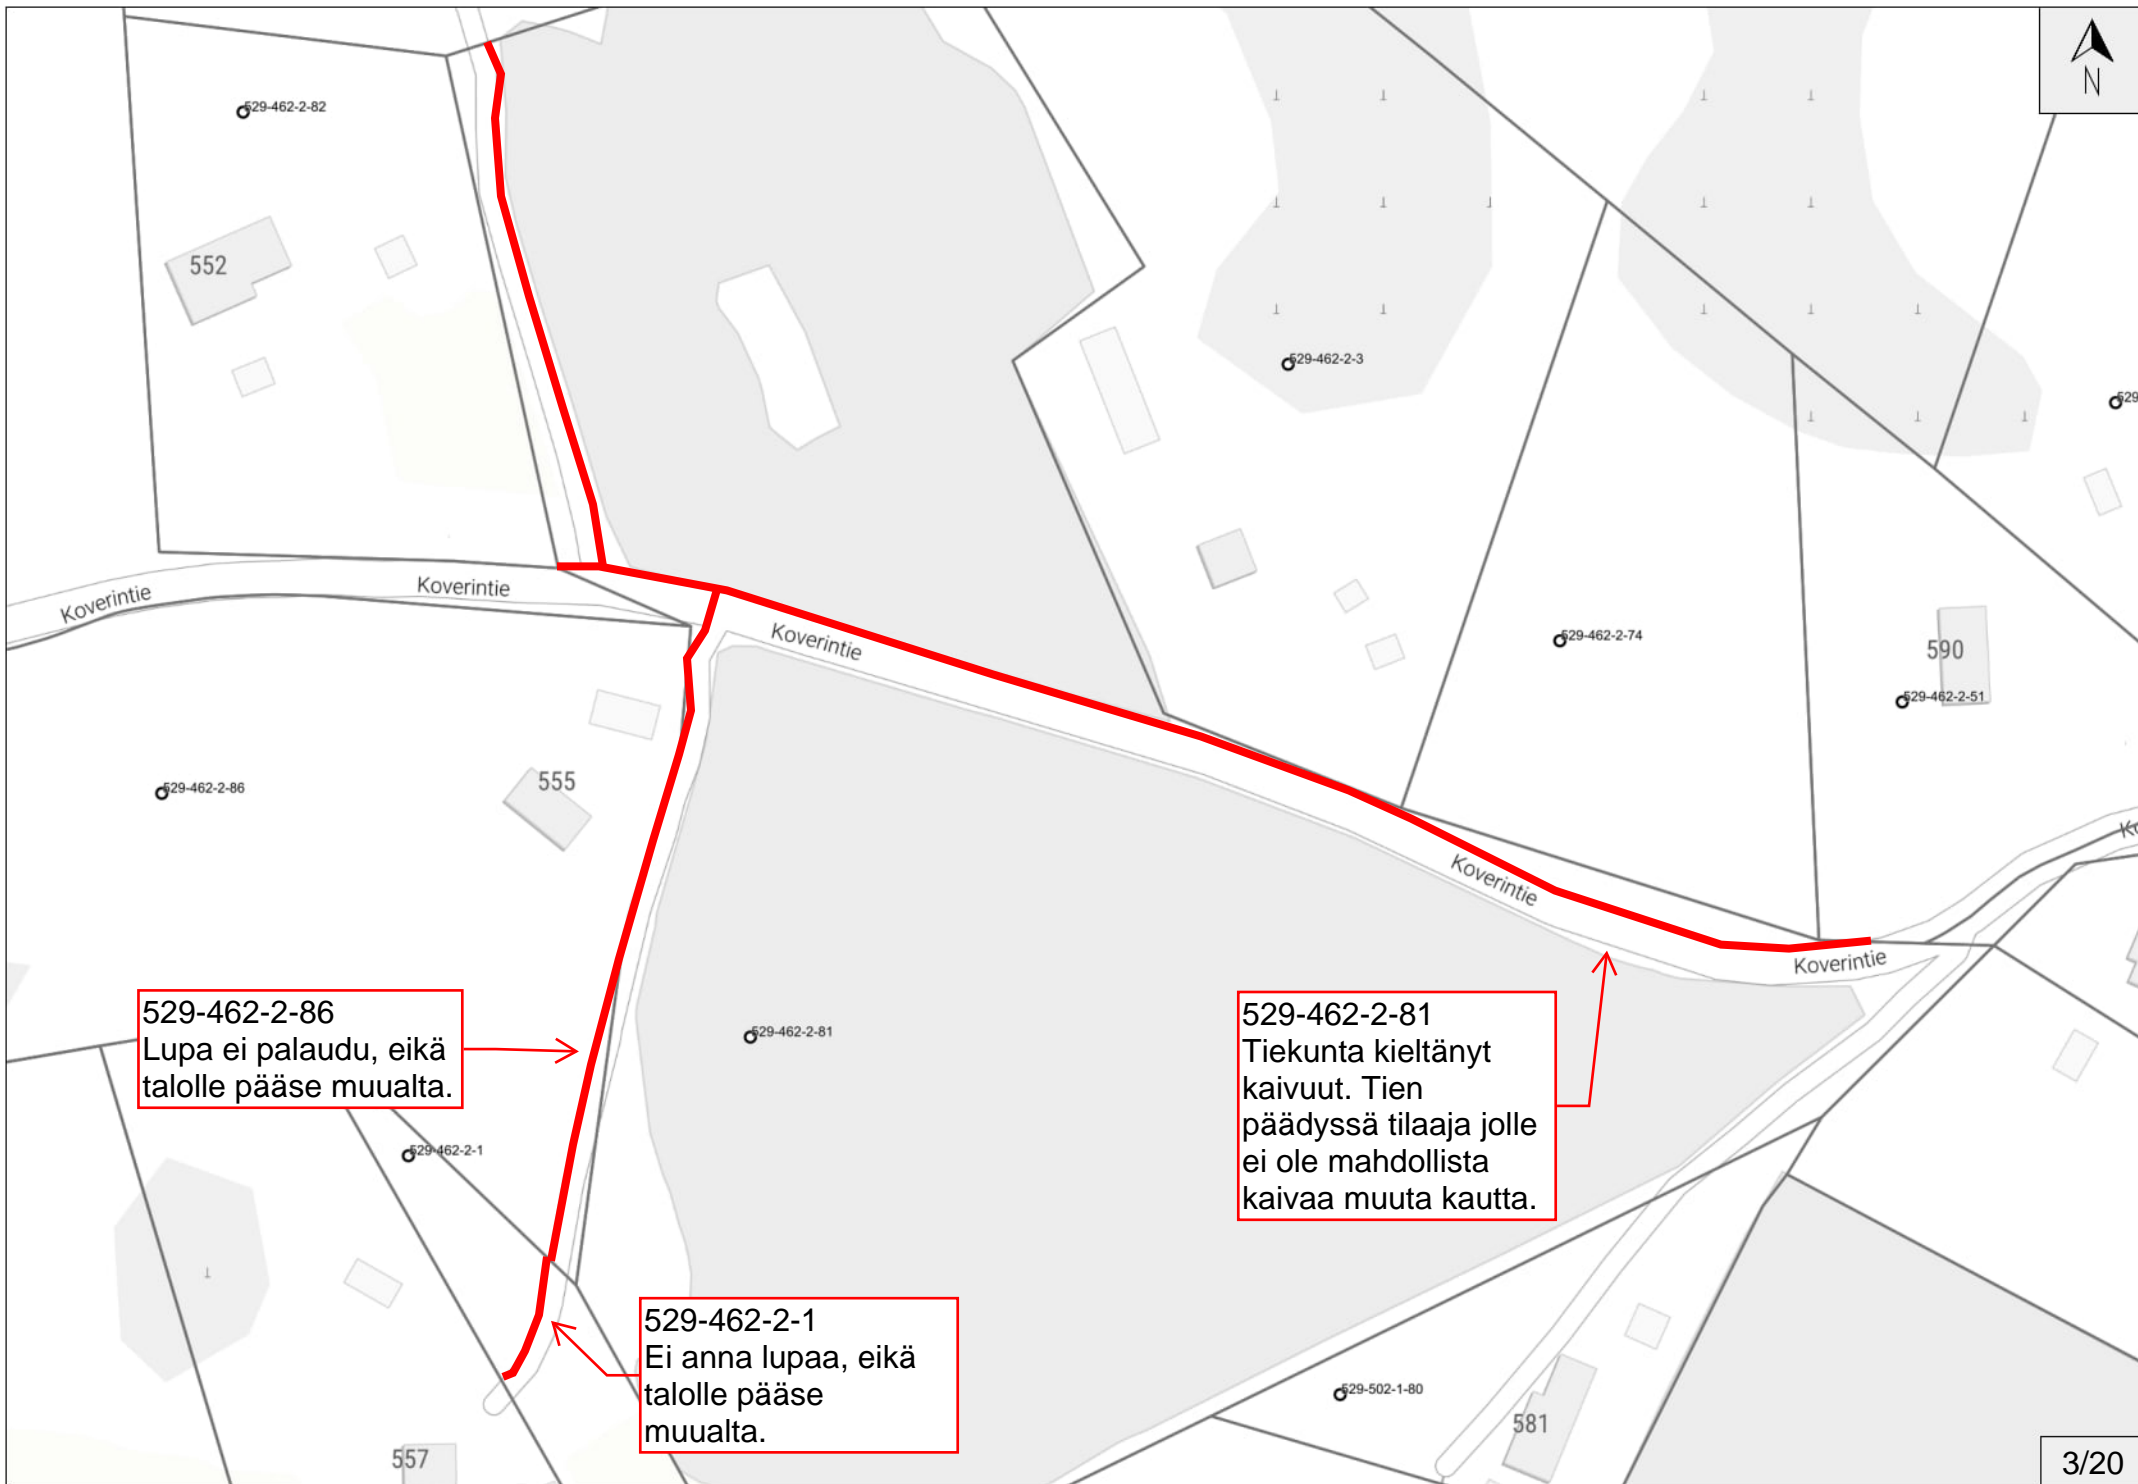 N
529-462-2-82
552
529-462-2-3
529
Koverintie
Koverintie
Koverintie
529-462-2-74
590
529-462-2-51
555
529-462-2-86
Ko
Koverintie
Koverintie
529-462-2-86
Lupa ei palaudu, eikä
talolle pääse muualta.
529-462-2-81
529-462-2-81
Tiekunta kieltänyt
kaivuut. Tien
päädyssä tilaaja jolle
ei ole mahdollista
kaivaa muuta kautta.
529-462-2-1
529-462-2-1
Ei anna lupaa, eikä
talolle pääse
muualta.
529-502-1-80
581
557
3/20